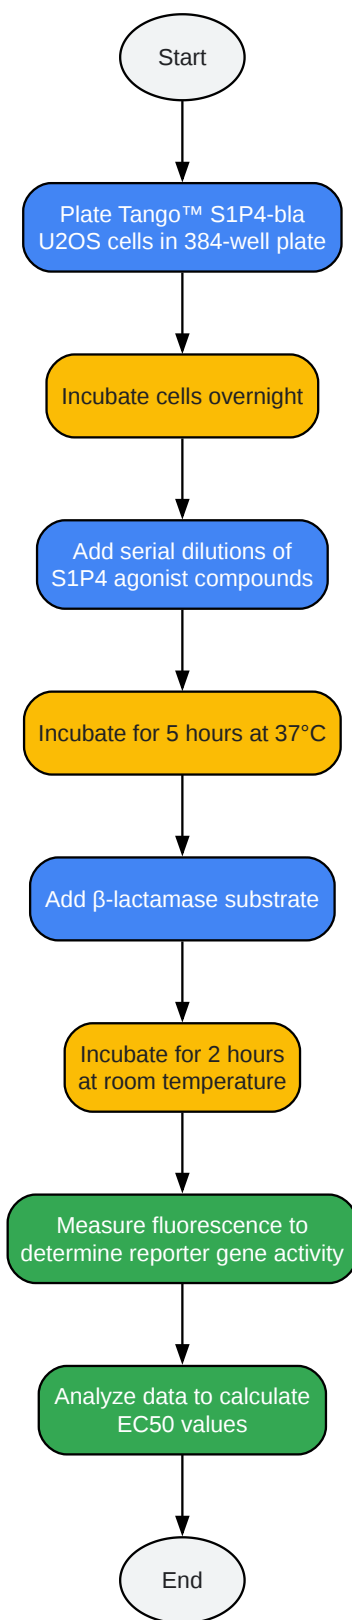 Start
Plate Tango™ S1P4-bla
U2OS cells in 384-well plate
Incubate cells overnight
Add serial dilutions of
S1P4 agonist compounds
Incubate for 5 hours at 37°C
Add β-lactamase substrate
Incubate for 2 hours
at room temperature
Measure fluorescence to
determine reporter gene activity
Analyze data to calculate
EC50 values
End